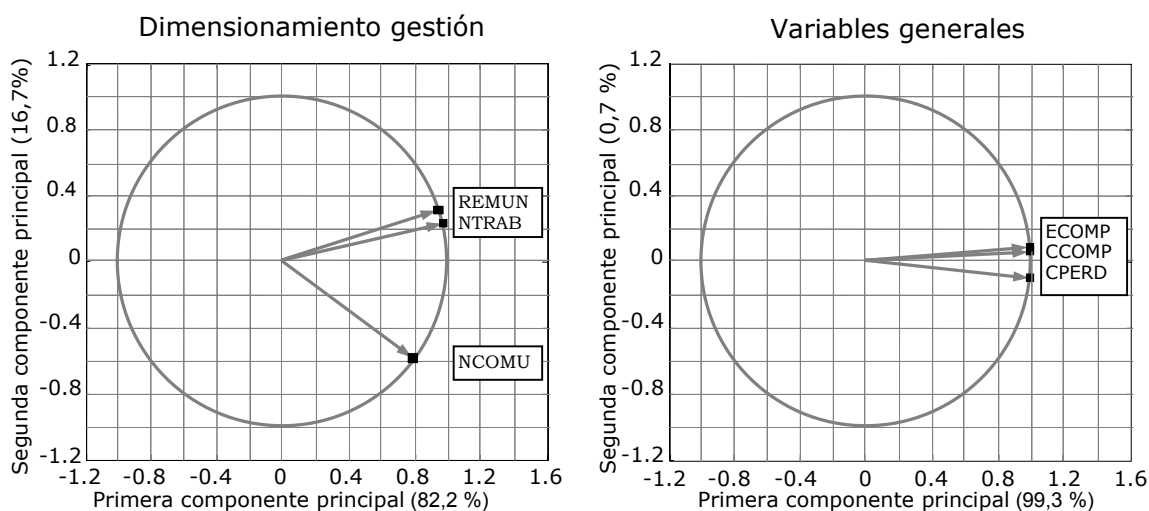 Dimensionamiento gestión
Segunda componente principal (16,7%)
1.2
0.8
0.4
0
-0.4
-0.8
-1.2
REMUN
NTRAB
NCOMU
-1.2 -0.8 -0.4 0 0.4 0.8 1.2 1.6
Primera componente principal (82,2 %)
Variables generales
Segunda componente principal (0,7 %)
1.2
0.8
0.4
0
-0.4
-0.8
-1.2
ECOMP
CCOMP
CPERD
-1.2 -0.8 -0.4 0 0.4 0.8 1.2 1.6
Primera componente principal (99,3 %)